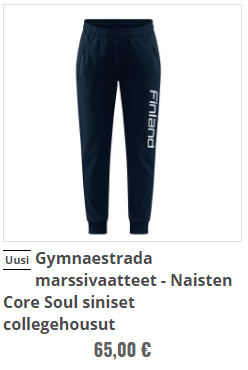 Finland
Uusi Gymnaestrada
marssivaatteet - Naisten
Core Soul siniset
collegehousut
65,00 €